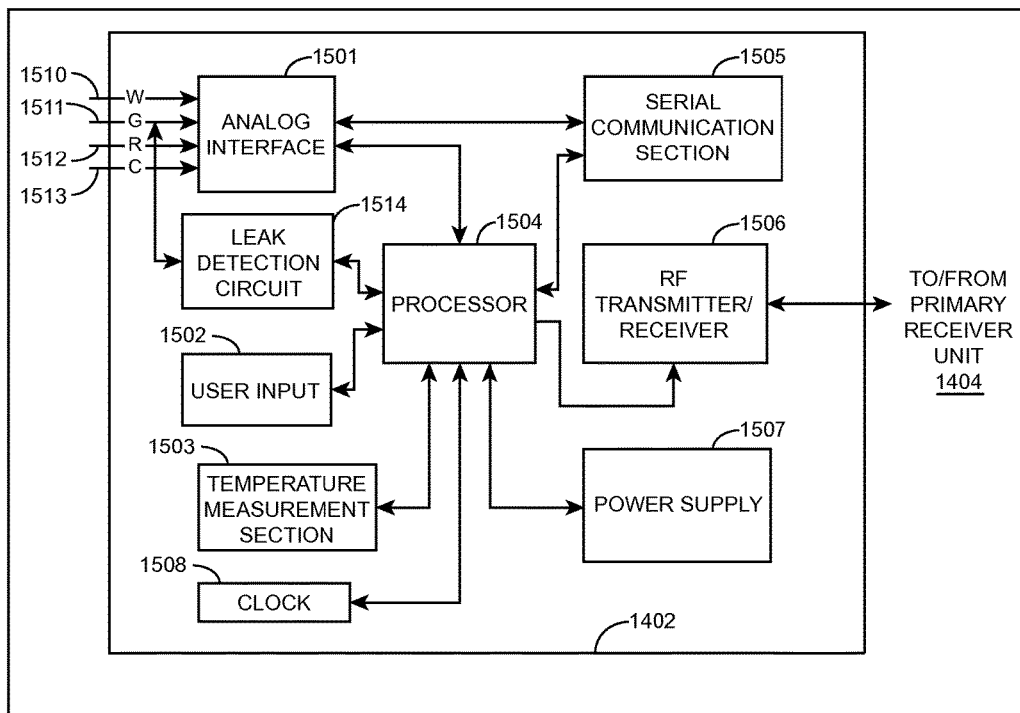 1501
1505
1510
W
1511
G
1512
R
1513
C
ANALOG
INTERFACE
SERIAL
COMMUNICATION
SECTION
1514
1504
1506
LEAK
DETECTION
CIRCUIT
PROCESSOR
RF
TRANSMITTER/
RECEIVER
TO/FROM
PRIMARY
RECEIVER
UNIT
1404
1502
USER INPUT
1503
1507
TEMPERATURE
MEASUREMENT
SECTION
POWER SUPPLY
1508
CLOCK
1402